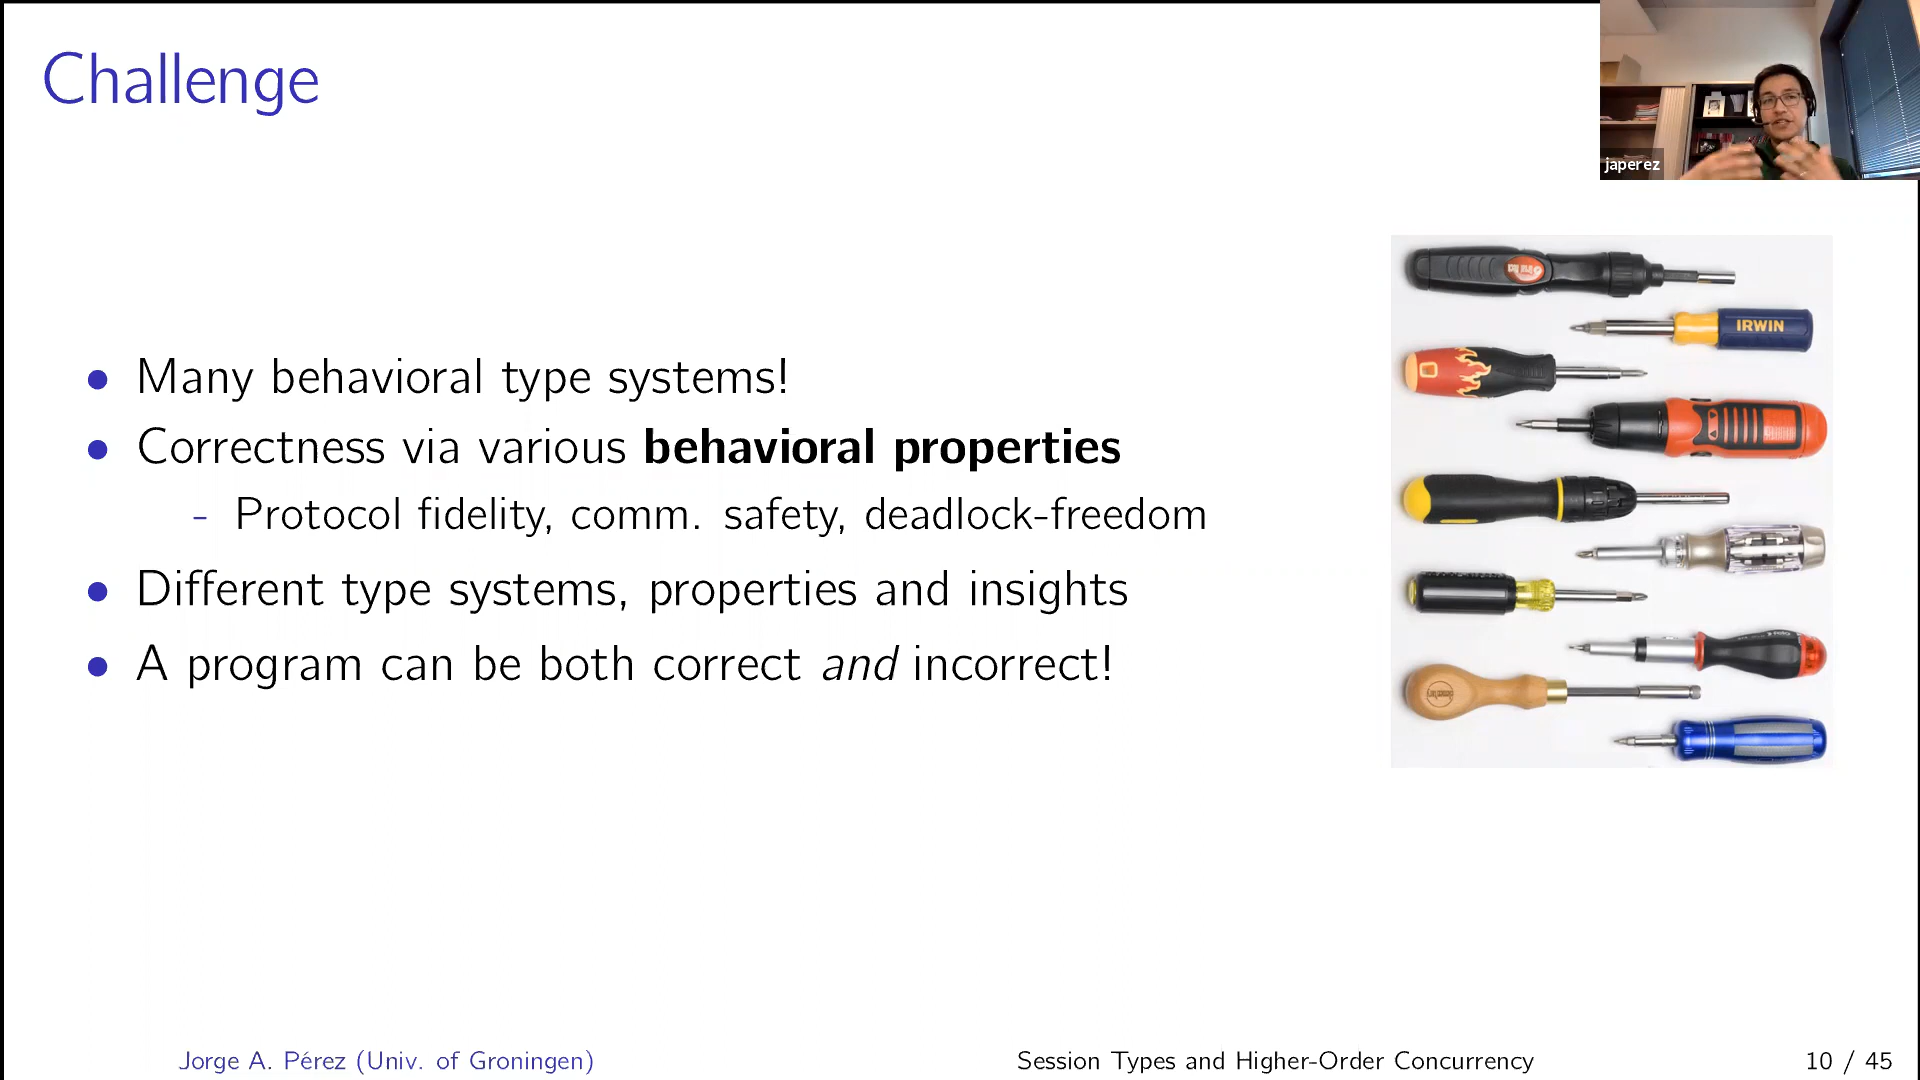 Challenge
japerez
IRWIN
• Many behavioral type systems!
• Correctness via various behavioral properties
- Protocol fidelity, comm. safety, deadlock-freedom
• Different type systems, properties and insights
• A program can be both correct and incorrect!
Jorge A. Pérez (Univ. of Groningen)
Session Types and Higher-Order Concurrency
10 / 45